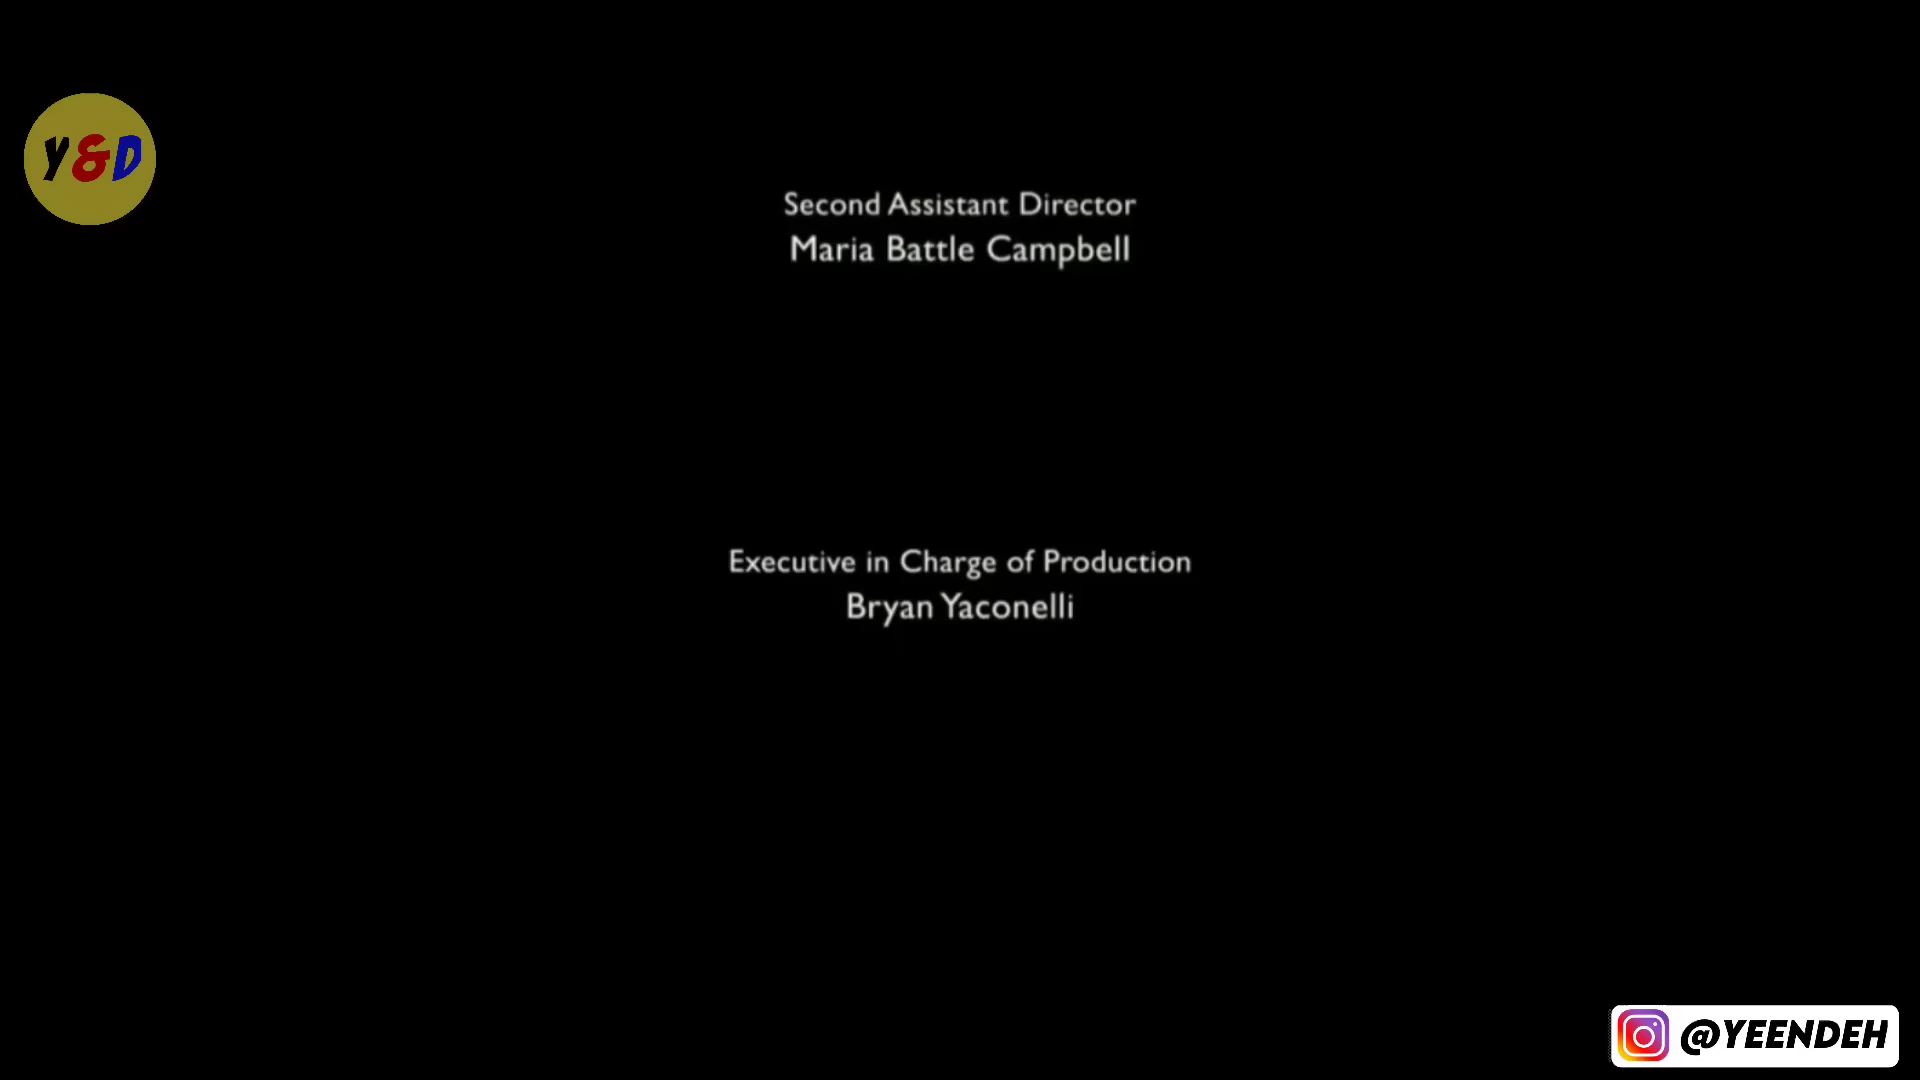 Y&D
Second Assistant Director
Maria Battle Campbell
Executive in Charge of Production
Bryan Yaconelli
@YEENDEH